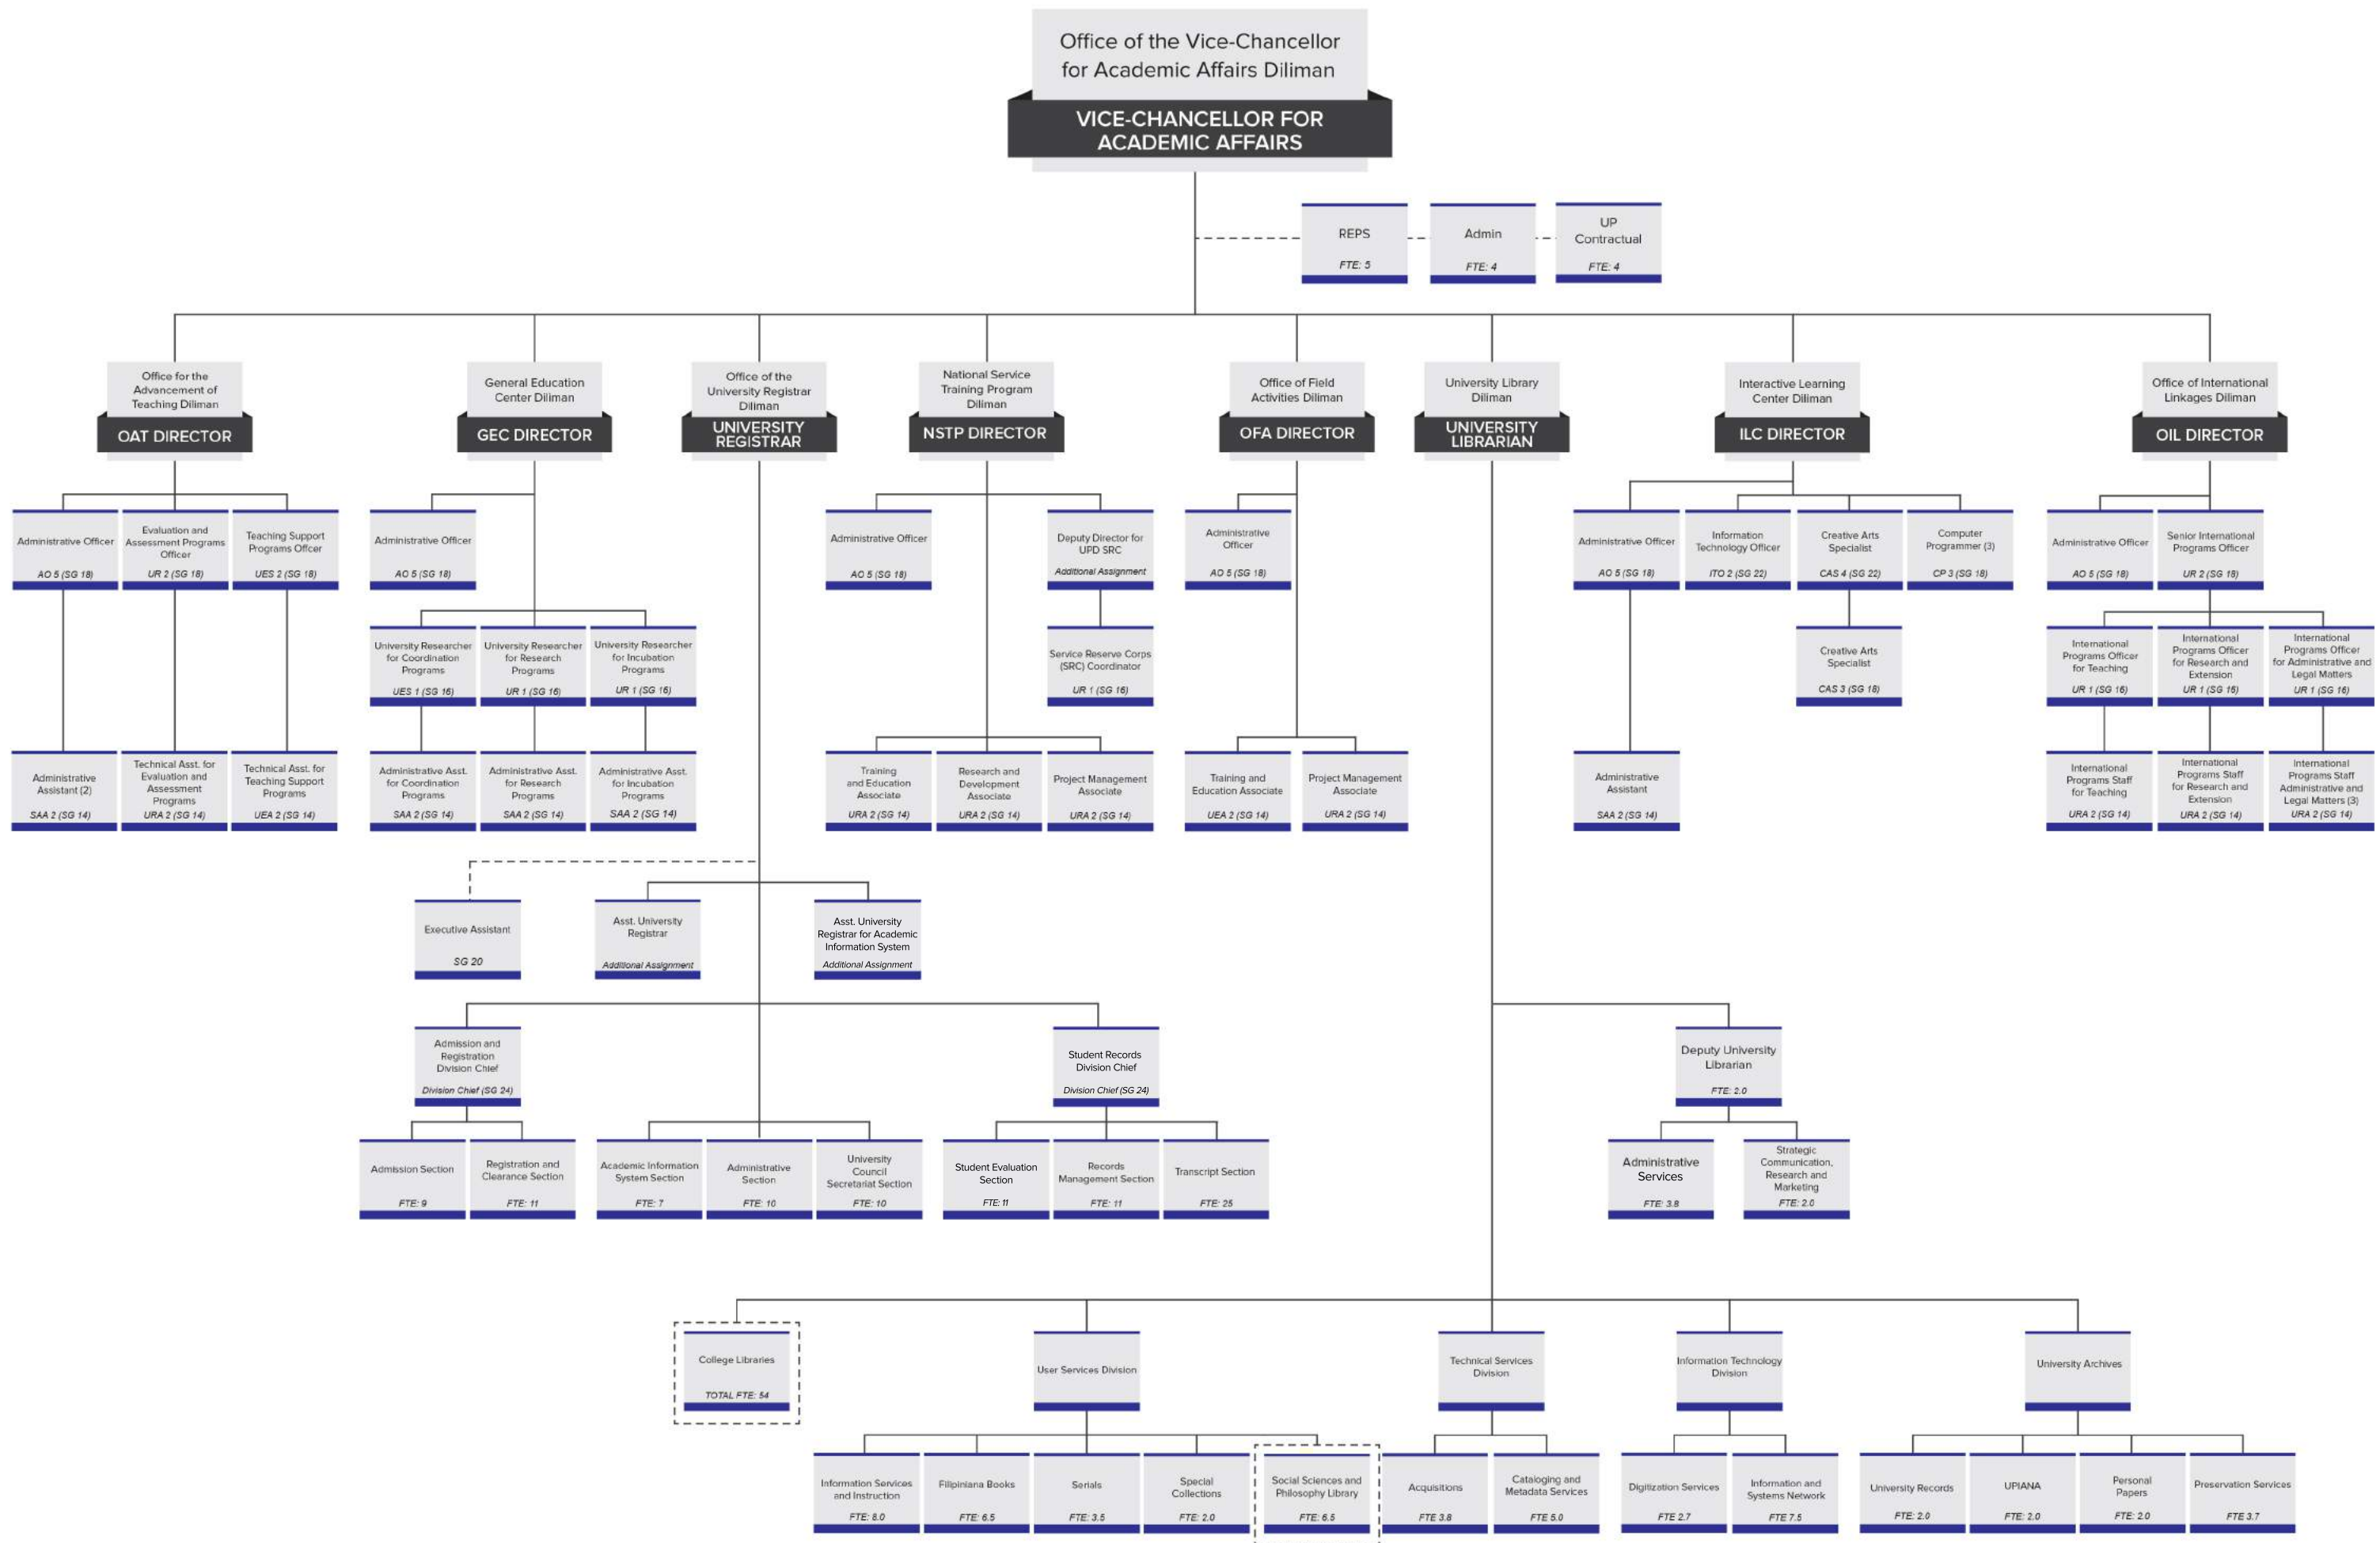 Office of the Vice-Chancellor
for Academic Affairs Diliman
VICE-CHANCELLOR FOR
ACADEMIC AFFAIRS
REPS
FTE: 5
Admin
FTE: 4
UP
Contractual
FTE: 4
Office for the
Advancement of
Teaching Diliman
OAT DIRECTOR
General Education
Center Diliman
GEC DIRECTOR
Office of the
University Registrar
Diliman
UNIVERSITY
REGISTRAR
National Service
Training Program
Diliman
NSTP DIRECTOR
Office of Field
Activities Diliman
OFA DIRECTOR
University Library
Diliman
UNIVERSITY
LIBRARIAN
Interactive Learning
Center Diliman
ILC DIRECTOR
Office of International
Linkages Diliman
OIL DIRECTOR
Administrative Officer
AO 5 (SG 18)
Evaluation and
Assessment Programs
Officer
UR 2 (SG 18)
Teaching Support
Programs Offcer
UES 2 (SG 18)
Administrative Officer
AO 5 (SG 18)
Administrative Officer
AO 5 (SG 18)
Deputy Director for
UPD SRC
Additional Assignment
Administrative
Officer
AO 5 (SG 18)
Administrative Officer
AO 5 (SG 18)
Information
Technology Officer
ITO 2 (SG 22)
Creative Arts
Specialist
CAS 4 (SG 22)
Computer
Programmer (3)
CP 3 (SG 18)
Administrative Officer
AO 5 (SG 18)
Senior International
Programs Officer
UR 2 (SG 18)
University Researcher
for Coordination
Programs
UES 1 (SG 16)
University Researcher
for Research
Programs
UR 1 (SG 16)
University Researcher
for Incubation
Programs
UR 1 (SG 16)
Service Reserve Corps
(SRC) Coordinator
UR 1 (SG 16)
Creative Arts
Specialist
CAS 3 (SG 18)
International
Programs Officer
for Teaching
UR 1 (SG 16)
International
Programs Officer
for Research and
Extension
UR 1 (SG 16)
International
Programs Officer
for Administrative and
Legal Matters
UR 1 (SG 16)
Administrative
Assistant (2)
SAA 2 (SG 14)
Technical Asst. for
Evaluation and
Assessment
Programs
URA 2 (SG 14)
Technical Asst. for
Teaching Support
Programs
UEA 2 (SG 14)
Administrative Asst.
for Coordination
Programs
SAA 2 (SG 14)
Administrative Asst.
for Research
Programs
SAA 2 (SG 14)
Administrative Asst.
for Incubation
Programs
SAA 2 (SG 14)
Training
and Education
Associate
URA 2 (SG 14)
Research and
Development
Associate
URA 2 (SG 14)
Project Management
Associate
URA 2 (SG 14)
Training and
Education Associate
UEA 2 (SG 14)
Project Management
Associate
URA 2 (SG 14)
Administrative
Assistant
SAA 2 (SG 14)
International
Programs Staff
for Teaching
URA 2 (SG 14)
International
Programs Staff
for Research and
Extension
URA 2 (SG 14)
International
Programs Staff
Administrative and
Legal Matters (3)
URA 2 (SG 14)
Executive Assistant
SG 20
Asst. University
Registrar
Additional Assignment
Asst. University
Registrar for Academic
Information System
Additional Assignment
Admission and
Registration
Division Chief
Division Chief (SG 24)
Student Records
Division Chief
Division Chief (SG 24)
Deputy University
Librarian
FTE: 2.0
Admission Section
FTE: 9
Registration and
Clearance Section
FTE: 11
Academic Information
System Section
FTE: 7
Administrative
Section
FTE: 10
University
Council
Secretariat Section
FTE: 10
Student Evaluation
Section
FTE: 11
Records
Management Section
FTE: 11
Transcript Section
FTE: 25
Administrative
Services
FTE: 3.8
Strategic
Communication,
Research and
Marketing
FTE: 2.0
College Libraries
TOTAL FTE: 54
User Services Division
Technical Services
Division
Information Technology
Division
University Archives
Information Services
and Instruction
FTE: 8.0
Filipiniana Books
FTE: 6.5
Serials
FTE: 3.5
Special
Collections
FTE: 2.0
Social Sciences and
Philosophy Library
FTE: 6.5
Acquisitions
FTE 3.8
Cataloging and
Metadata Services
FTE 5.0
Digitization Services
FTE 2.7
Information and
Systems Network
FTE 7.5
University Records
FTE: 2.0
UPIANA
FTE: 2.0
Personal
Papers
FTE: 2.0
Preservation Services
FTE 3.7